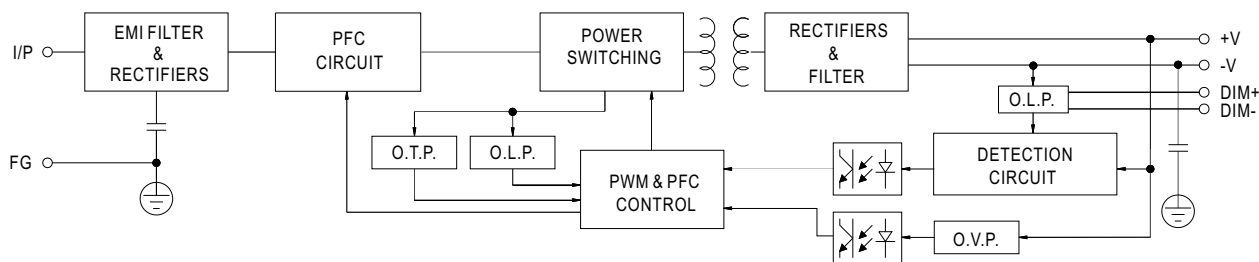 I/P
EMI FILTER
&
RECTIFIERS
PFC
CIRCUIT
POWER
SWITCHING
RECTIFIERS
&
FILTER
+V
-V
DIM+
DIM-
O.L.P.
FG
O.T.P.
O.L.P.
PWM & PFC
CONTROL
DETECTION
CIRCUIT
O.V.P.